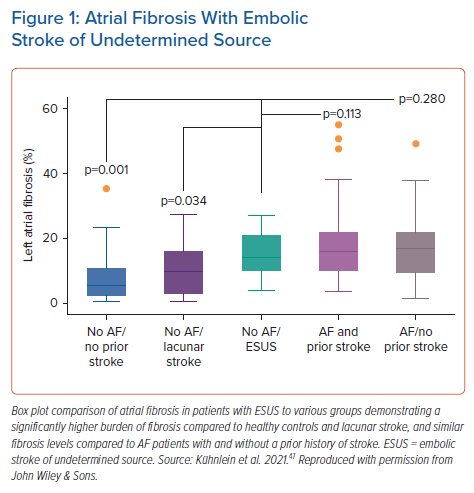 Figure 1: Atrial Fibrosis With Embolic
Stroke of Undetermined Source
Left atrial fibrosis (%)
60
40
20
0
p=0.001
p=0.034
p=0.113
p=0.280
No AF/
no prior
stroke
No AF/
lacunar
stroke
No AF/
ESUS
AF and
prior stroke
AF/no
prior stroke
Box plot comparison of atrial fibrosis in patients with ESUS to various groups demonstrating a
significantly higher burden of fibrosis compared to healthy controls and lacunar stroke, and similar
fibrosis levels compared to AF patients with and without a prior history of stroke. ESUS = embolic
stroke of undetermined source. Source: Kühnlein et al. 2021.⁴⁷ Reproduced with permission from
John Wiley & Sons.